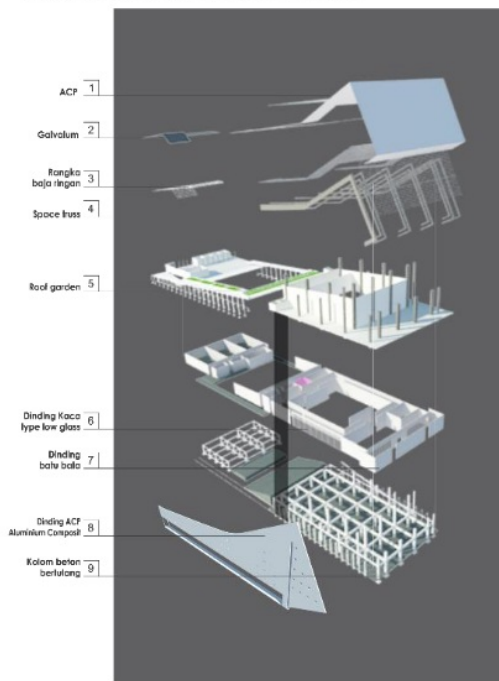 ACP 1
Galvalum 2
Rangka
baja ringan 3
Space truss 4
Roof garden 5
Dinding Kaca
type low glass 6
Dinding
batu bata 7
Dinding ACP
Aluminium Composit 8
Kolom beton
bertulang 9